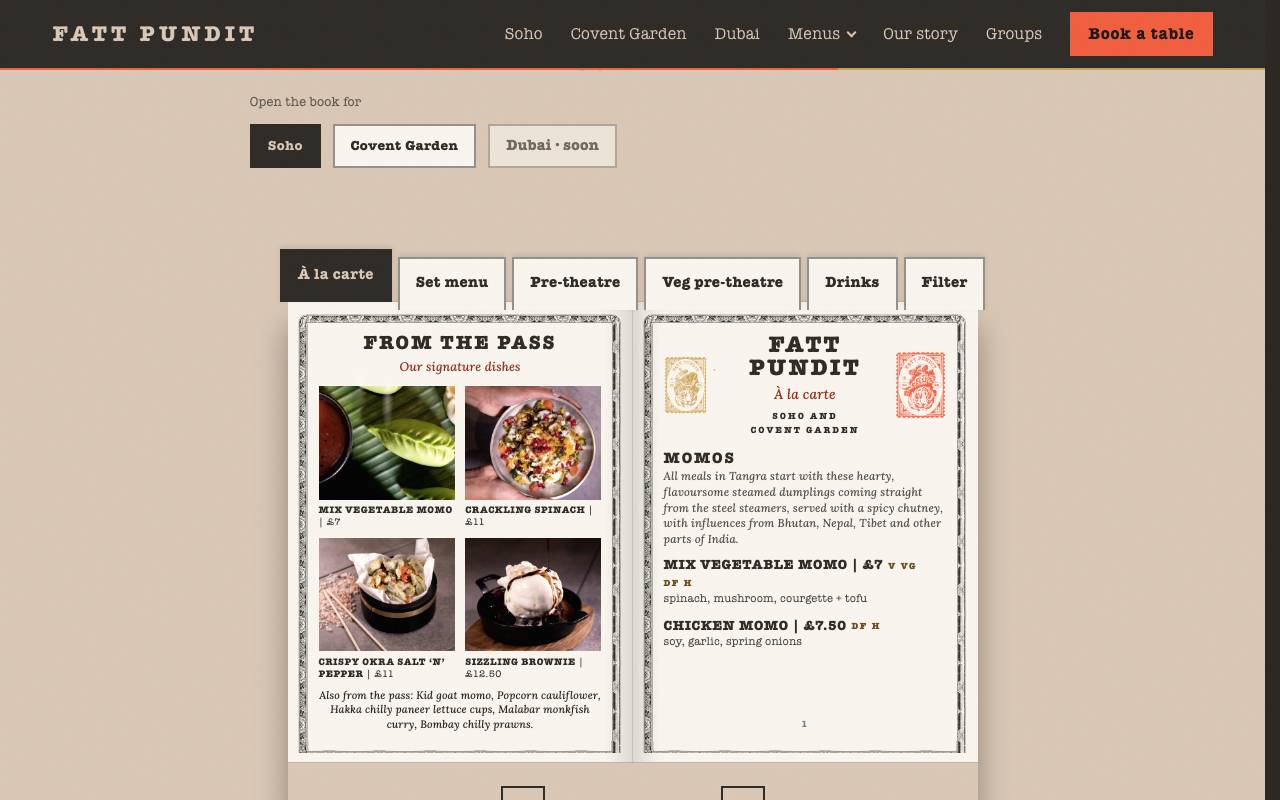 FATT PUNDIT
Soho
Covent Garden
Dubai
Menus
Our story
Groups
Book a table
Open the book for
Soho
Covent Garden
Dubai · soon
À la carte
Set menu
Pre-theatre
Veg pre-theatre
Drinks
Filter
FROM THE PASS
Our signature dishes
MIX VEGETABLE MOMO
| £7
CRACKLING SPINACH |
£11
CRISPY OKRA SALT ‘N’
PEPPER | £11
SIZZLING BROWNIE |
£12.50
Also from the pass: Kid goat momo, Popcorn cauliflower,
Hakka chilly paneer lettuce cups, Malabar monkfish
curry, Bombay chilly prawns.
FATT
PUNDIT
À la carte
SOHO AND
COVENT GARDEN
MOMOS
All meals in Tangra start with these hearty,
flavoursome steamed dumplings coming straight
from the steel steamers, served with a spicy chutney,
with influences from Bhutan, Nepal, Tibet and other
parts of India.
MIX VEGETABLE MOMO | £7 V VG
DF H
spinach, mushroom, courgette + tofu
CHICKEN MOMO | £7.50 DF H
soy, garlic, spring onions
1